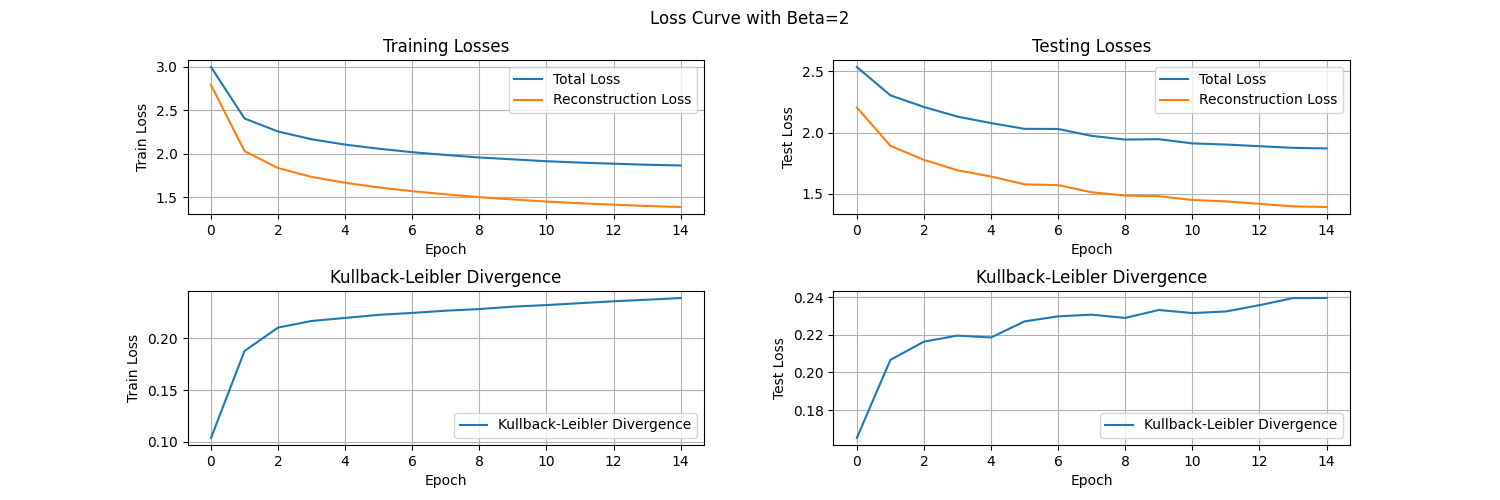 Loss Curve with Beta=2
Training Losses
Train Loss
3.0
2.5
2.0
1.5
Total Loss
Reconstruction Loss
0 2 4 6 8 10 12 14
Epoch
Testing Losses
Test Loss
2.5
2.0
1.5
Total Loss
Reconstruction Loss
0 2 4 6 8 10 12 14
Epoch
Kullback-Leibler Divergence
Train Loss
0.20
0.15
0.10
Kullback-Leibler Divergence
0 2 4 6 8 10 12 14
Epoch
Kullback-Leibler Divergence
Test Loss
0.24
0.22
0.20
0.18
Kullback-Leibler Divergence
0 2 4 6 8 10 12 14
Epoch